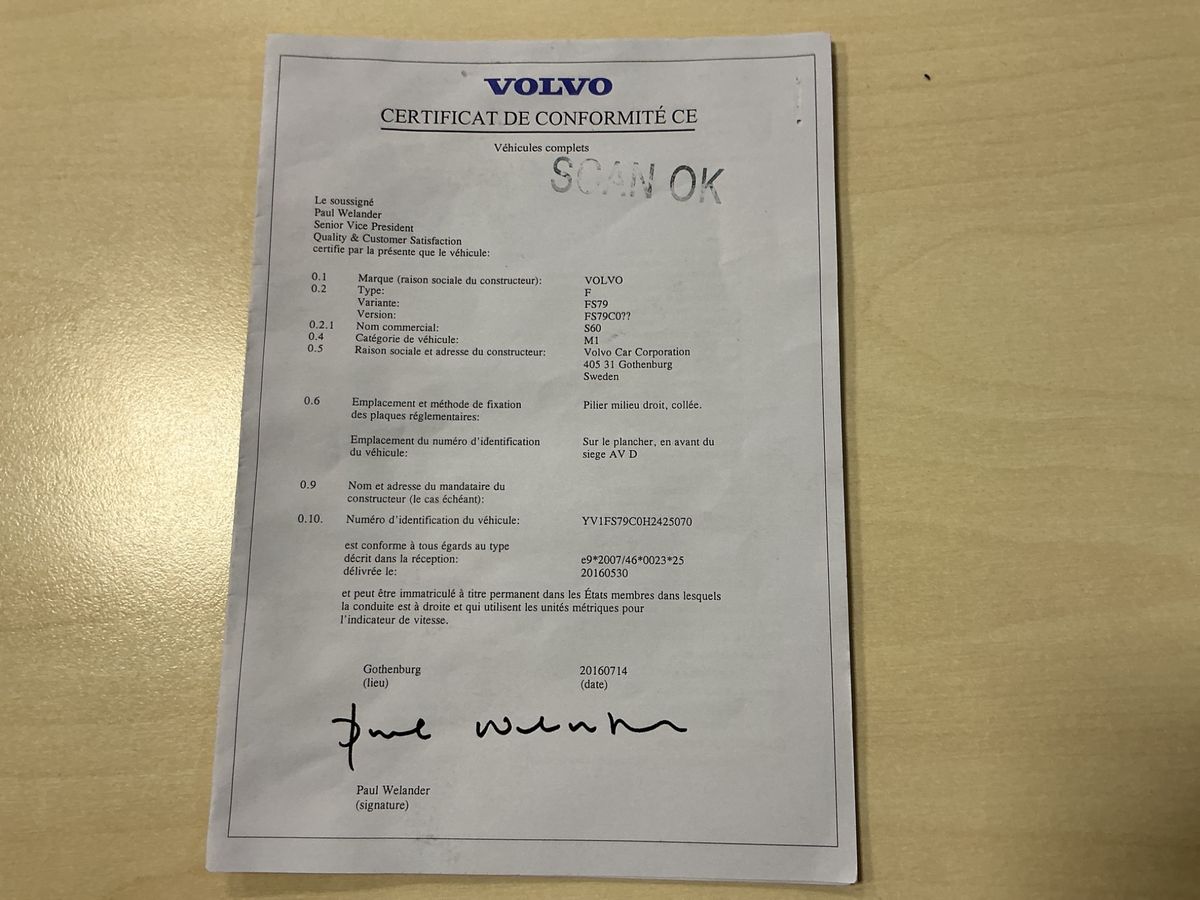 VOLVO
CERTIFICAT DE CONFORMITÉ CE
Véhicules complets
SCAN OK
Le soussigné
Paul Welander
Senior Vice President
Quality & Customer Satisfaction
certifie par la présente que le véhicule:
0.1 Marque (raison sociale du constructeur): VOLVO
0.2 Type: F
Variante: FS79
Version: FS79C0??
0.2.1 Nom commercial: S60
0.4 Catégorie de véhicule: M1
0.5 Raison sociale et adresse du constructeur: Volvo Car Corporation
405 31 Gothenburg
Sweden
0.6 Emplacement et méthode de fixation Pilier milieu droit, collée.
des plaques réglementaires:
Emplacement du numéro d'identification Sur le plancher, en avant du
du véhicule: siege AV D
0.9 Nom et adresse du mandataire du
constructeur (le cas échéant):
0.10. Numéro d'identification du véhicule: YV1FS79C0H2425070
est conforme à tous égards au type
décrit dans la réception: e9*2007/46*0023*25
délivrée le: 20160530
et peut être immatriculé à titre permanent dans les États membres dans lesquels
la conduite est à droite et qui utilisent les unités métriques pour
l'indicateur de vitesse.
Gothenburg 20160714
(lieu) (date)
Paul Welander
Paul Welander
(signature)